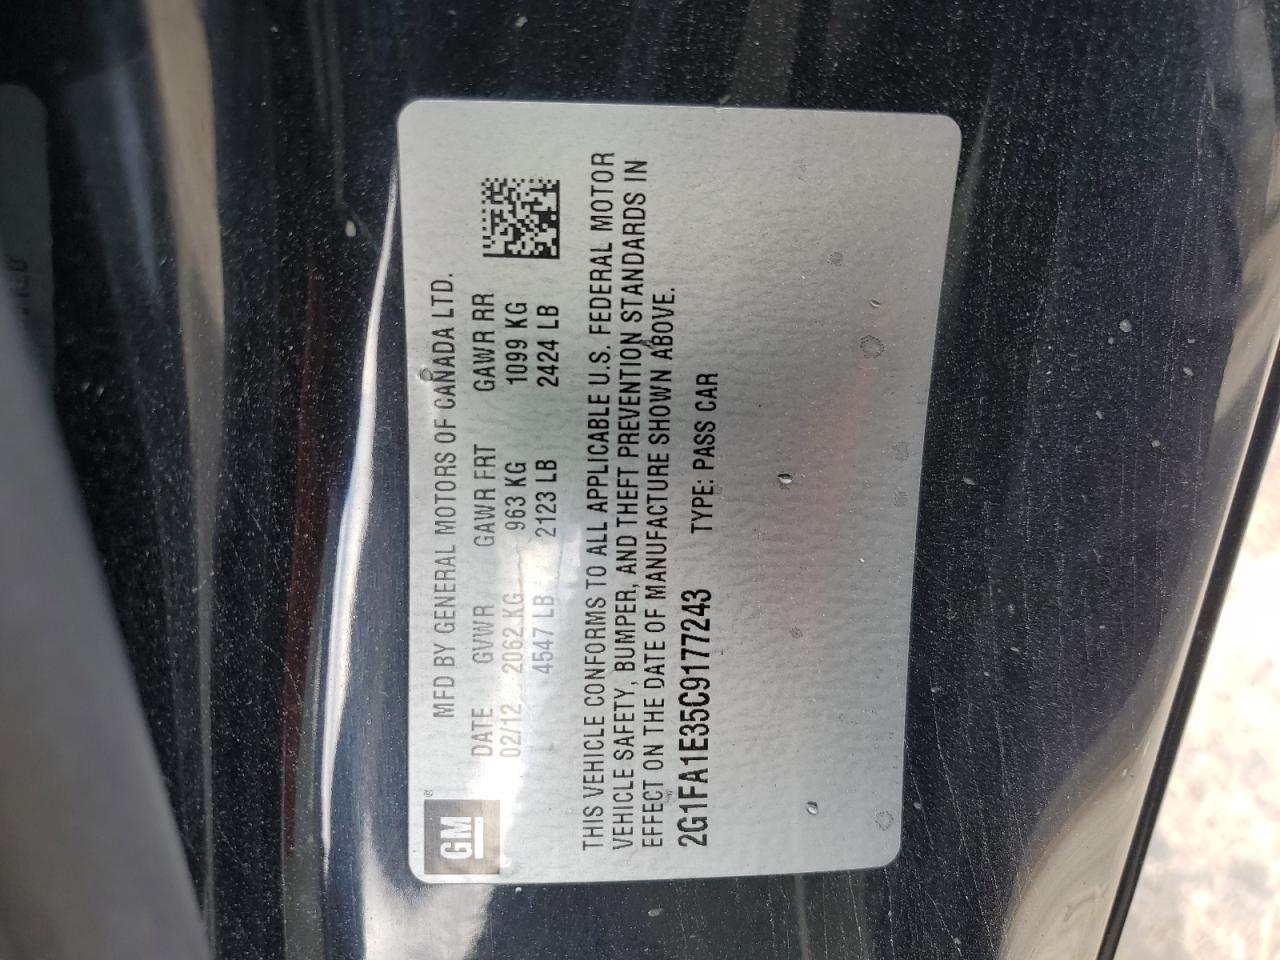 GM®
MFD BY GENERAL MOTORS OF CANADA LTD.
DATE GVWR GAWR FRT GAWR RR
02/12 2062 KG 963 KG 1099 KG
4547 LB 2123 LB 2424 LB
THIS VEHICLE CONFORMS TO ALL APPLICABLE U.S. FEDERAL MOTOR
VEHICLE SAFETY, BUMPER, AND THEFT PREVENTION STANDARDS IN
EFFECT ON THE DATE OF MANUFACTURE SHOWN ABOVE.
2G1FA1E35C9177243 TYPE: PASS CAR